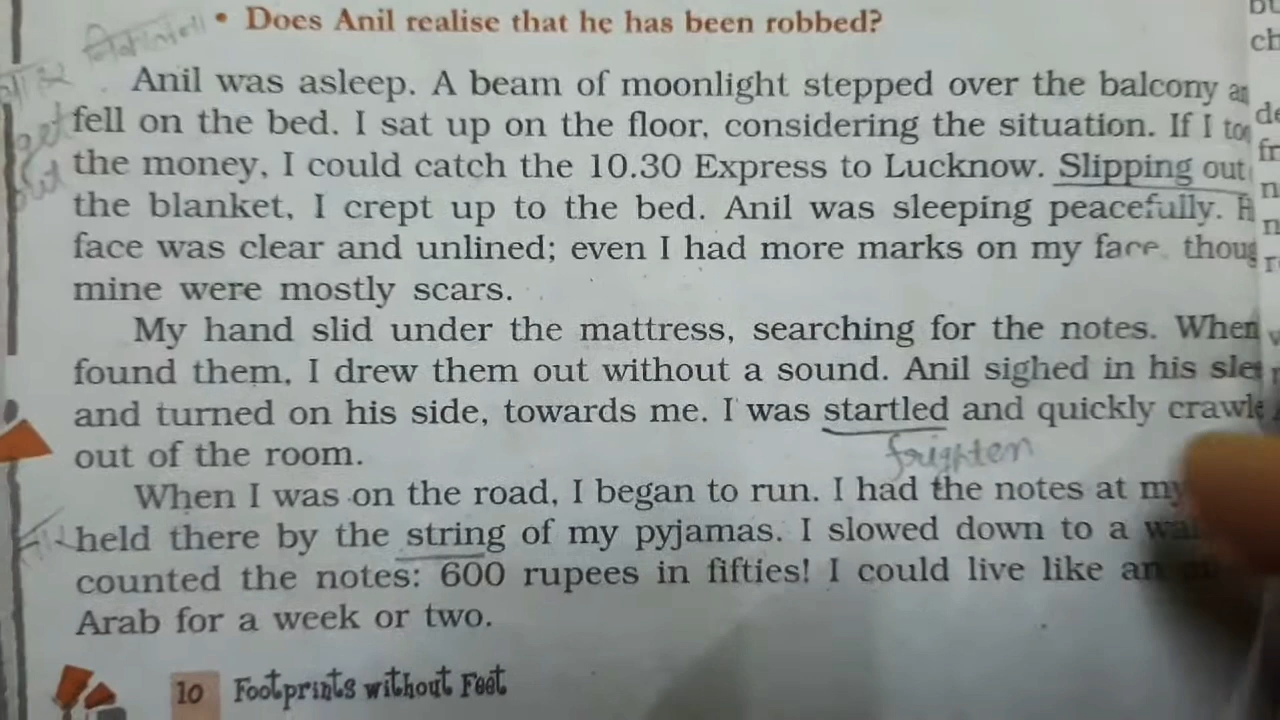 • Does Anil realise that he has been robbed?
Anil was asleep. A beam of moonlight stepped over the balcony
fell on the bed. I sat up on the floor, considering the situation. If I
the money, I could catch the 10.30 Express to Lucknow. Slipping out
the blanket, I crept up to the bed. Anil was sleeping peacefully.
face was clear and unlined; even I had more marks on my face,
mine were mostly scars.
My hand slid under the mattress, searching for the notes. When
found them, I drew them out without a sound. Anil sighed in his
and turned on his side, towards me. I was startled and quickly
frighten
out of the room.
When I was on the road, I began to run. I had the notes at my
held there by the string of my pyjamas. I slowed down to a
counted the notes: 600 rupees in fifties! I could live like an
Arab for a week or two.
10 Footprints without Feet